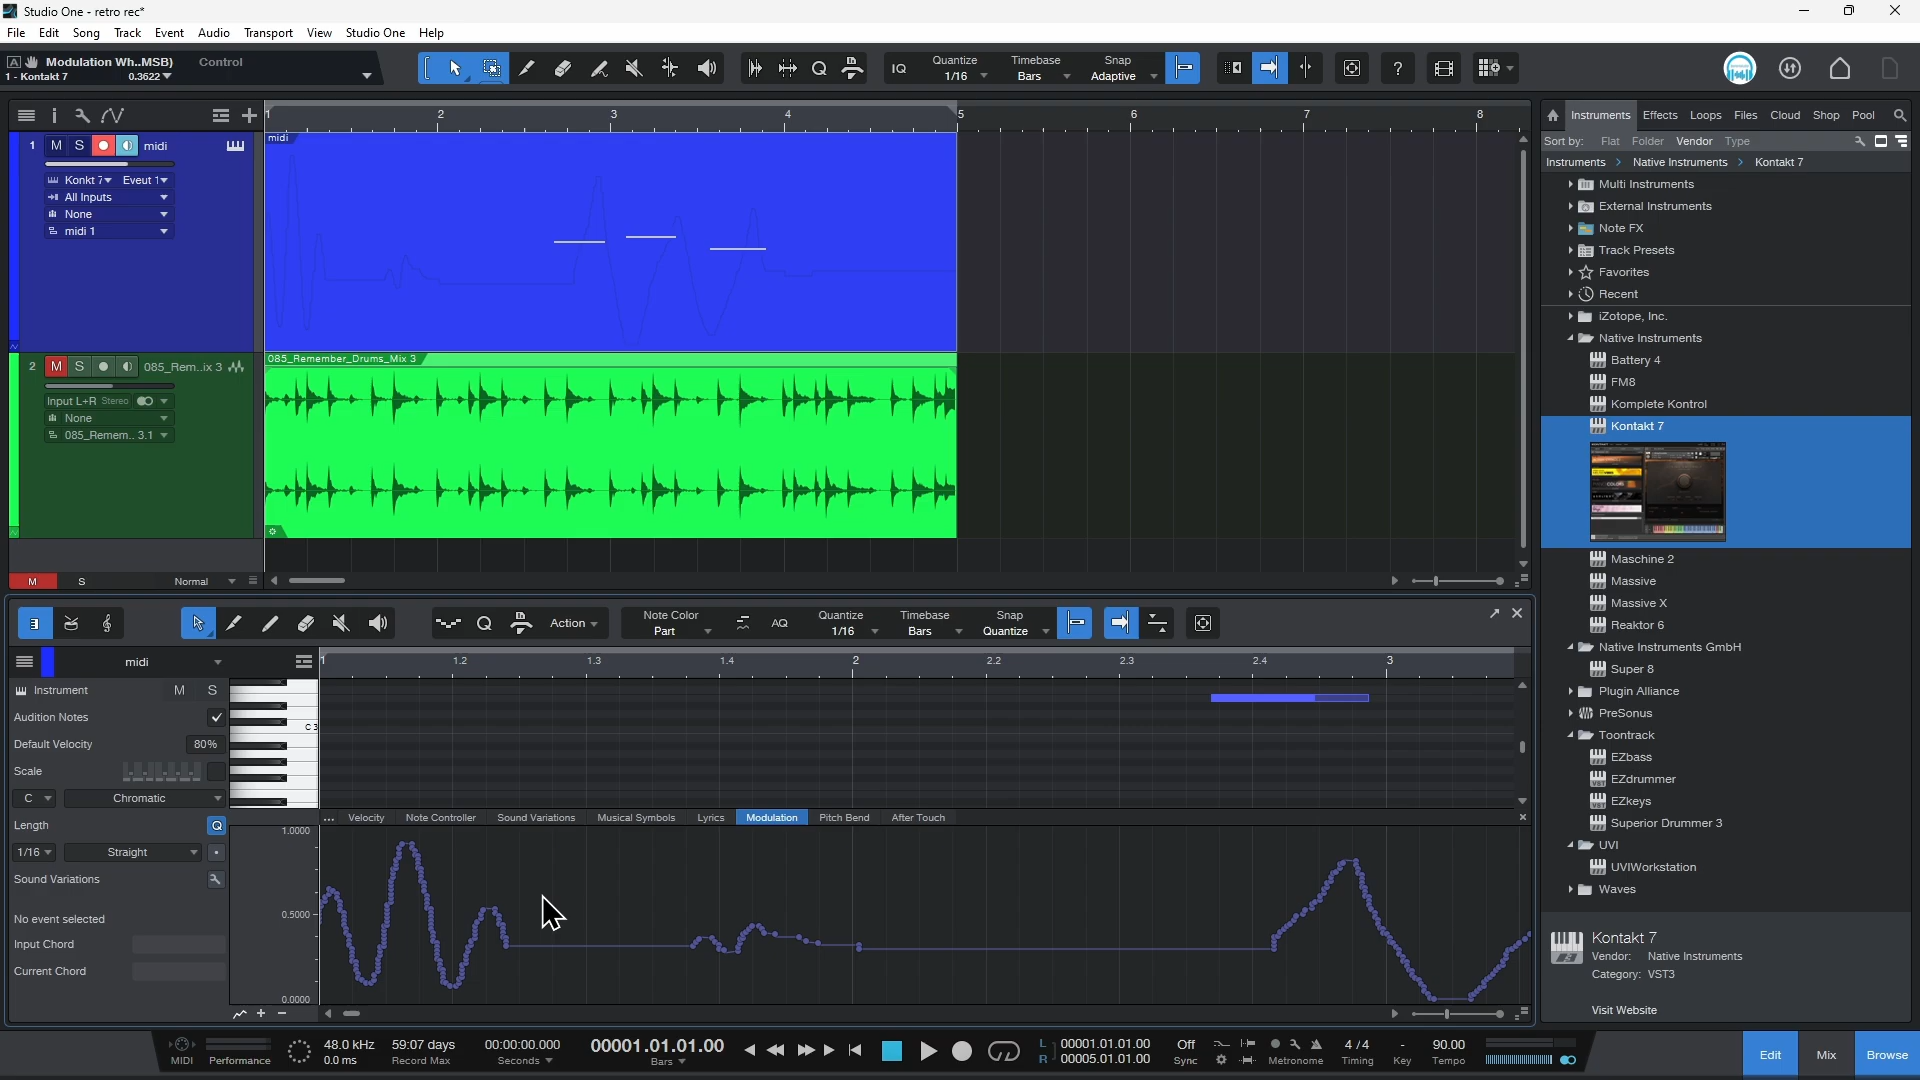 Studio One - retro rec*
File Edit Song Track Event Audio Transport View Studio One Help
A Modulation Wh..MSB) Control
1 - Kontakt 7 0.3622
IQ Quantize 1/16 Timebase Bars Snap Adaptive ?
1 2 3 4 5 6 7 8
Instruments Effects Loops Files Cloud Shop Pool
Sort by: Flat Folder Vendor Type
Instruments > Native Instruments > Kontakt 7
1 M S midi
Konkt 7 Eveut 1
All Inputs
None
midi 1
midi
2 M S 085_Rem..ix 3
Input L+R Stereo
None
085_Remem.. 3.1
085_Remember_Drums_Mix 3
M S Normal
Multi Instruments
External Instruments
Note FX
Track Presets
Favorites
Recent
iZotope, Inc.
Native Instruments
Battery 4
FM8
Komplete Kontrol
Kontakt 7
Maschine 2
Massive
Massive X
Reaktor 6
Native Instruments GmbH
Super 8
Plugin Alliance
PreSonus
Toontrack
EZbass
EZdrummer
EZkeys
Superior Drummer 3
UVI
UVIWorkstation
Waves
Kontakt 7
Vendor: Native Instruments
Category: VST3
Visit Website
Action Note Color Part AQ Quantize 1/16 Timebase Bars Snap Quantize
midi
1 1.2 1.3 1.4 2 2.2 2.3 2.4 3
Instrument M S
Audition Notes
Default Velocity 80%
Scale
C Chromatic
Length Q
1/16 Straight
Sound Variations
No event selected
Input Chord
Current Chord
C 3
... Velocity Note Controller Sound Variations Musical Symbols Lyrics Modulation Pitch Bend After Touch
1.0000
0.5000
0.0000
MIDI Performance
48.0 kHz
0.0 ms
59:07 days
Record Max
00:00:00.000
Seconds
00001.01.01.00
Bars
L 00001.01.01.00
R 00005.01.01.00
Off
Sync
Metronome
4 / 4
Timing
-
Key
90.00
Tempo
Edit Mix Browse